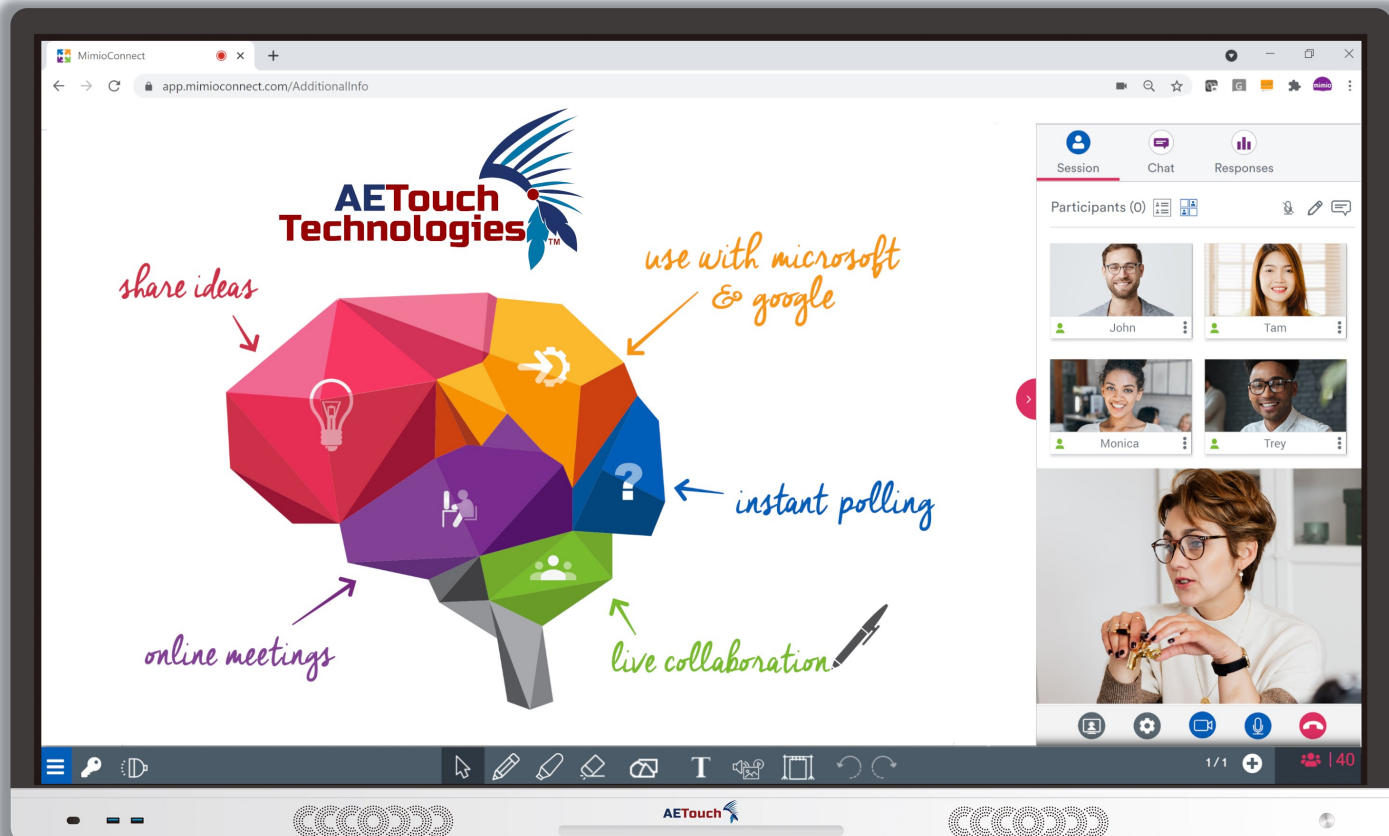 MimioConnect
app.mimioconnect.com/AdditionalInfo
mimio
AETouch
Technologies
TM
share ideas
use with microsoft
& google
instant polling
online meetings
live collaboration
Session
Chat
Responses
Participants (0)
John
Tam
Monica
Trey
T
1/1
40
AETouch